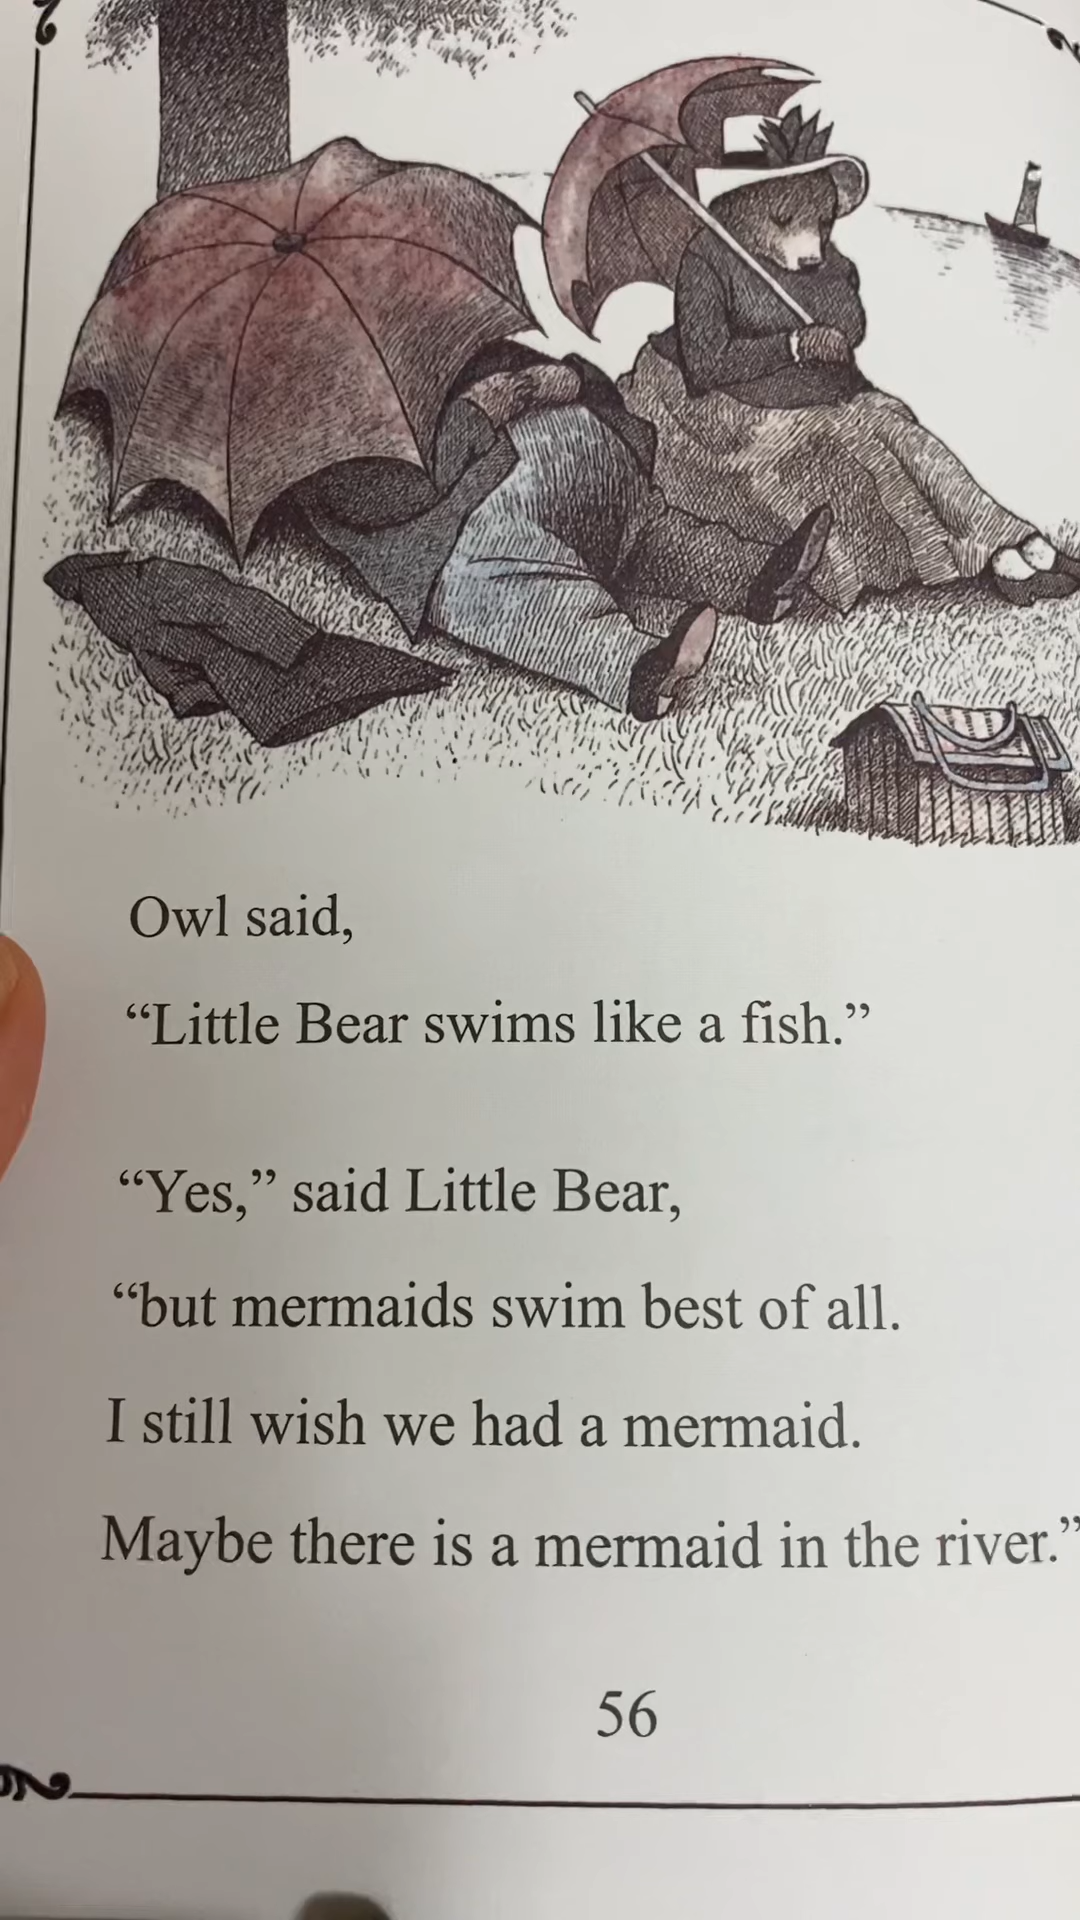 Owl said,
“Little Bear swims like a fish.”
“Yes,” said Little Bear,
“but mermaids swim best of all.
I still wish we had a mermaid.
Maybe there is a mermaid in the river.”
56